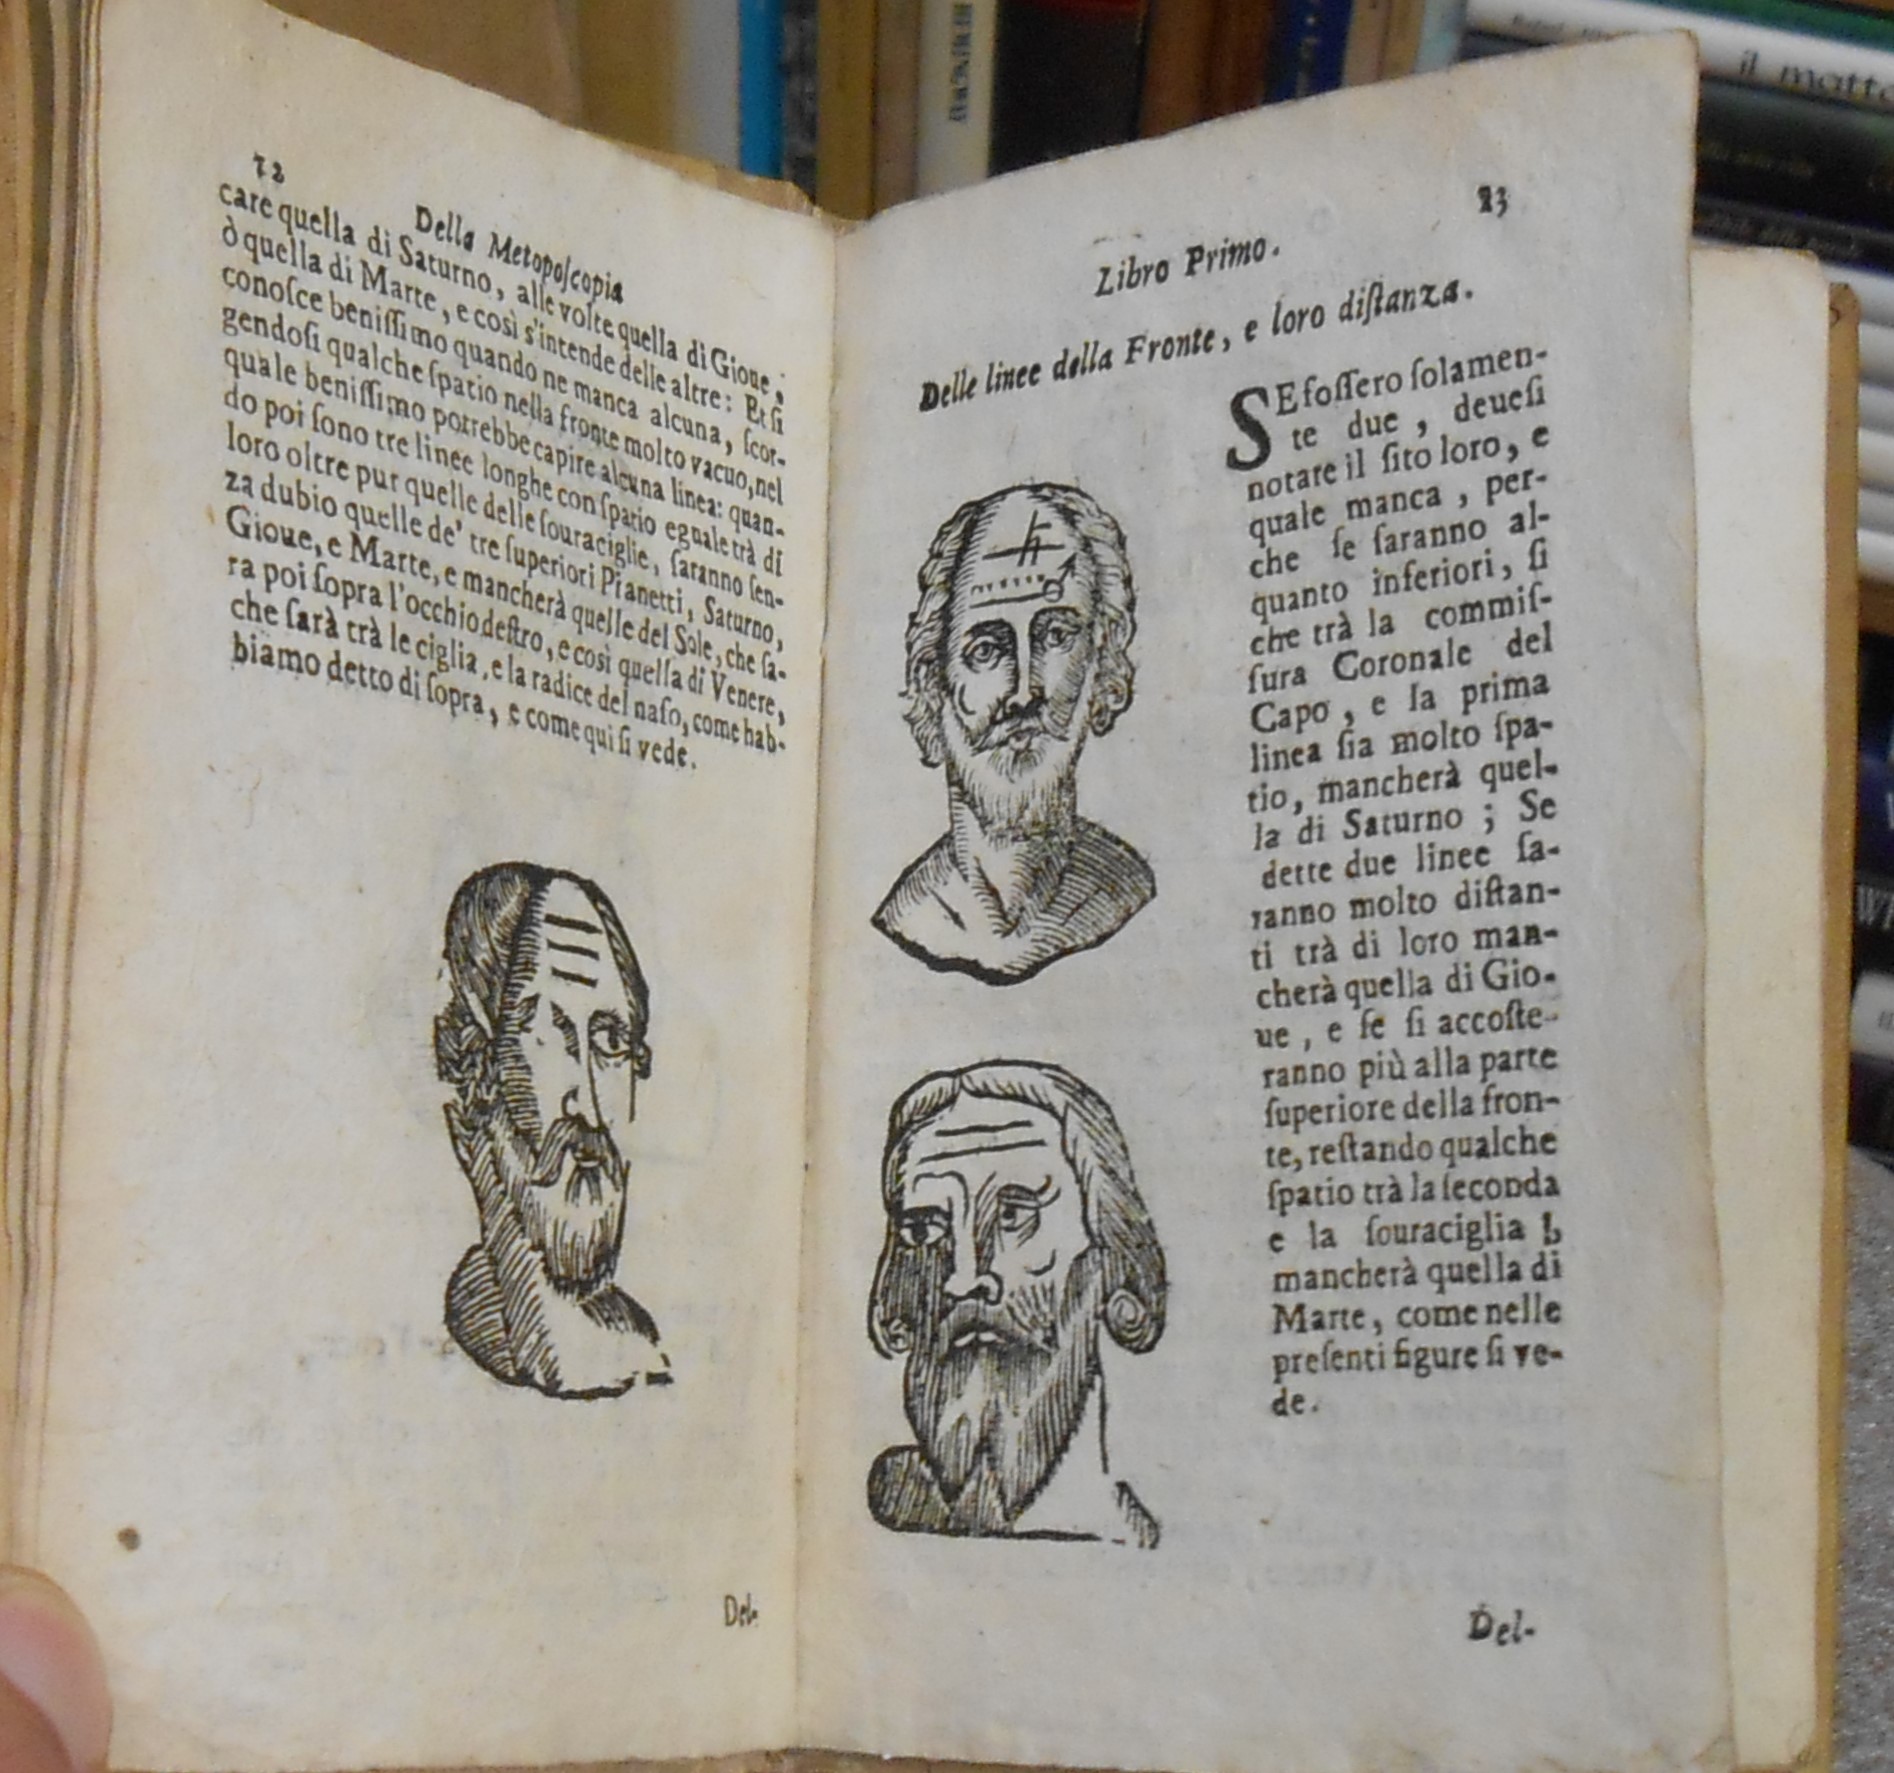 72
Della Metopoſcopia
care quella di Saturno, alle volte quella di Gioue,
ò quella di Marte, e così s'intende delle altre: Et ſi
conoſce beniſſimo quando ne manca alcuna, ſcor-
gendoſi qualche ſpatio nella fronte molto vacuo, nel
quale beniſſimo potrebbe capire alcuna linea: quan-
do poi ſono tre linee longhe con ſpatio eguale trà di
loro oltre pur quelle delle ſouraciglie, ſaranno ſen-
za dubio quelle de' tre ſuperiori Pianetti, Saturno,
Gioue, e Marte, e mancherà quelle del Sole, che ſa-
ra poi ſopra l'occhio deſtro, e così quella di Venere,
che ſarà trà le ciglia, e la radice del naſo, come hab-
biamo detto di ſopra, e come qui ſi vede.
Del-
73
Libro Primo.
Delle linee della Fronte, e loro diſtanza.
SE foſſero ſolamen-
te due, deueſi
notare il ſito loro, e
quale manca, per-
che ſe ſaranno al-
quanto inferiori, ſi
che trà la commiſ-
ſura Coronale del
Capo, e la prima
linea ſia molto ſpa-
tio, mancherà quel-
la di Saturno; Se
dette due linee ſa-
ranno molto diſtan-
ti trà di loro man-
cherà quella di Gio-
ue, e ſe ſi accoſte-
ranno più alla parte
ſuperiore della fron-
te, reſtando qualche
ſpatio trà la ſeconda
e la ſouraciglia
mancherà quella di
Marte, come nelle
preſenti figure ſi ve-
de.
♄
♂
Del-
il matto